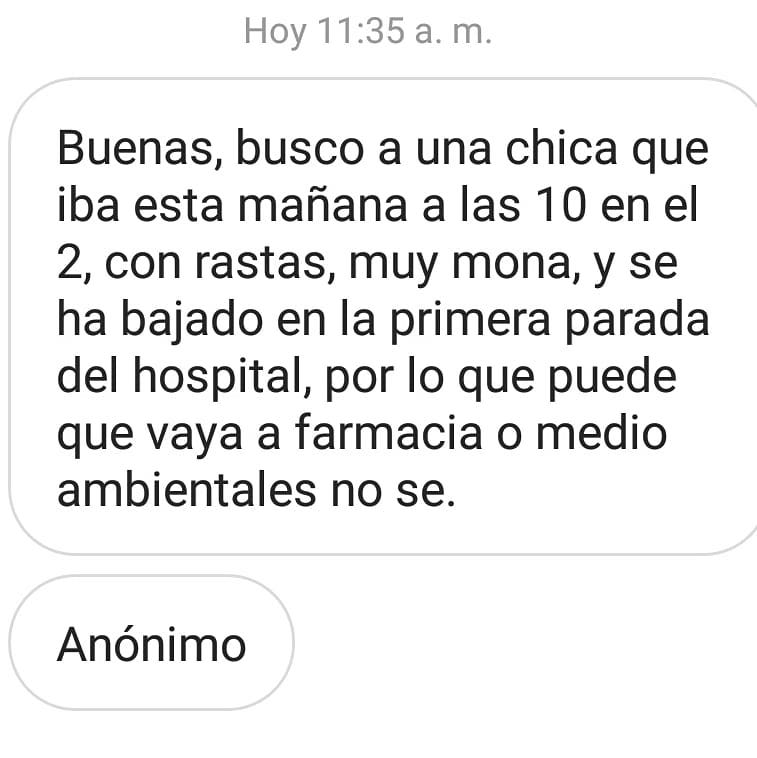 Hoy 11:35 a. m.
Buenas, busco a una chica que
iba esta mañana a las 10 en el
2, con rastas, muy mona, y se
ha bajado en la primera parada
del hospital, por lo que puede
que vaya a farmacia o medio
ambientales no se.
Anónimo